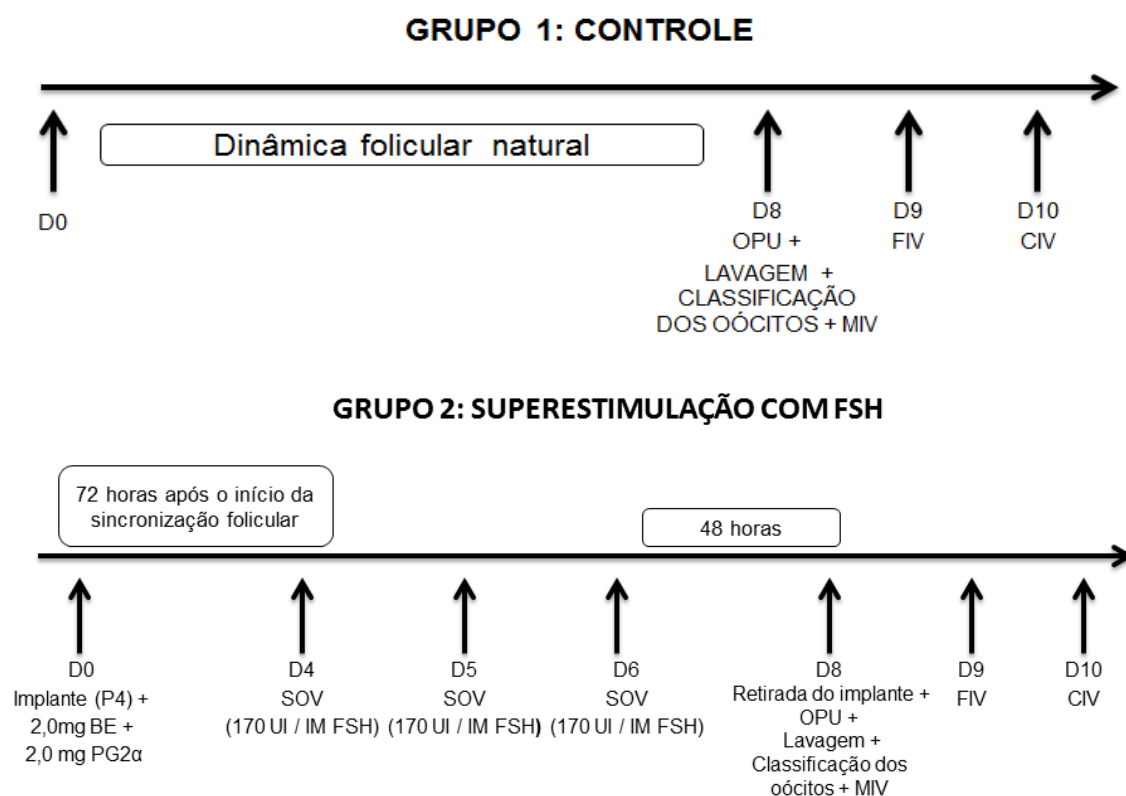 GRUPO 1: CONTROLE
Dinâmica folicular natural
D0
D8
OPU +
LAVAGEM +
CLASSIFICAÇÃO
DOS OÓCITOS + MIV
D9
FIV
D10
CIV
GRUPO 2: SUPERESTIMULAÇÃO COM FSH
72 horas após o início da
sincronização folicular
48 horas
D0
Implante (P4) +
2,0mg BE +
2,0 mg PG2α
D4
SOV
(170 UI / IM FSH)
D5
SOV
(170 UI / IM FSH)
D6
SOV
(170 UI / IM FSH)
D8
Retirada do implante +
OPU +
Lavagem +
Classificação dos
oócitos + MIV
D9
FIV
D10
CIV